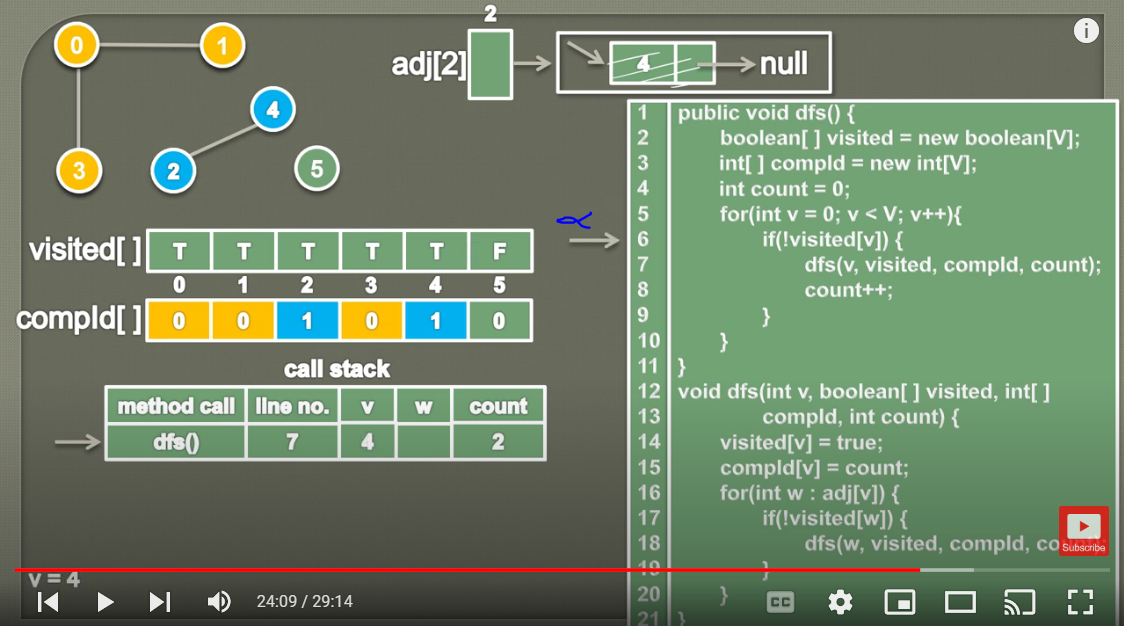 2
0 1
adj[2] 4 null
4
3 2 5
visited[ ] T T T T T F
0 1 2 3 4 5
compId[ ] 0 0 1 0 1 0
call stack
method call line no. v w count
dfs() 7 4 2
1 public void dfs() {
2 boolean[ ] visited = new boolean[V];
3 int[ ] compId = new int[V];
4 int count = 0;
5 for(int v = 0; v < V; v++){
6 if(!visited[v]) {
7 dfs(v, visited, compId, count);
8 count++;
9 }
10 }
11 }
12 void dfs(int v, boolean[ ] visited, int[ ]
13 compId, int count) {
14 visited[v] = true;
15 compId[v] = count;
16 for(int w : adj[v]) {
17 if(!visited[w]) {
18 dfs(w, visited, compId,
19 }
20 }
21 }
Subscribe
v = 4
24:09 / 29:14
CC